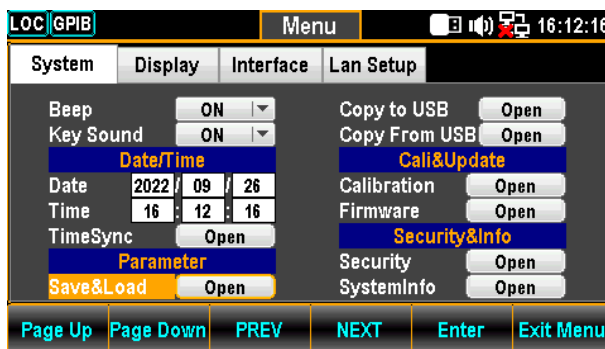 LOC GPIB Menu 16:12:16
System Display Interface Lan Setup
Beep ON Copy to USB Open
Key Sound ON Copy From USB Open
Date/Time Cali&Update
Date 2022 / 09 / 26 Calibration Open
Time 16 : 12 : 16 Firmware Open
TimeSync Open Security&Info
Parameter Security Open
Save&Load Open SystemInfo Open
Page Up Page Down PREV NEXT Enter Exit Menu